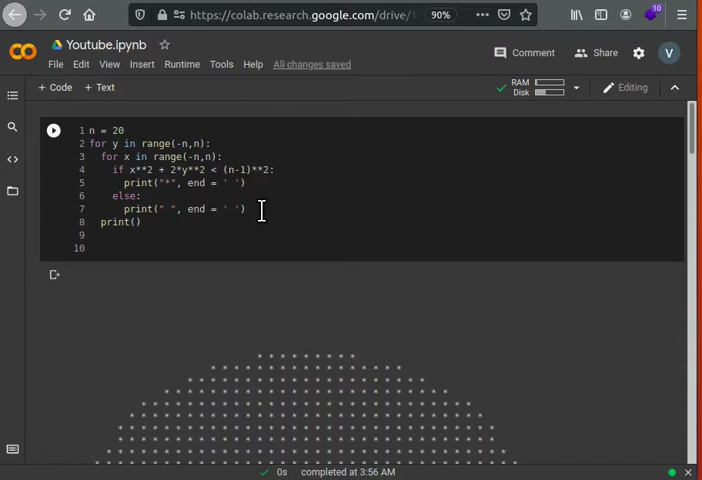 https://colab.research.google.com/drive/1
90%
10
Youtube.ipynb
Comment
Share
V
File Edit View Insert Runtime Tools Help All changes saved
+ Code + Text
RAM
Disk
Editing
1 n = 20
2 for y in range(-n,n):
3   for x in range(-n,n):
4     if x**2 + 2*y**2 < (n-1)**2:
5       print("*", end = ' ')
6     else:
7       print(" ", end = ' ')
8   print()
9
10
* * * * * * * * *
* * * * * * * * * * * * * * * * *
* * * * * * * * * * * * * * * * * * * * *
* * * * * * * * * * * * * * * * * * * * * * * * *
* * * * * * * * * * * * * * * * * * * * * * * * * * * * *
* * * * * * * * * * * * * * * * * * * * * * * * * * * * * * *
* * * * * * * * * * * * * * * * * * * * * * * * * * * * * * * * *
* * * * * * * * * * * * * * * * * * * * * * * * * * * * * * * * *
* * * * * * * * * * * * * * * * * * * * * * * * * * * * * * * * * * *
* * * * * * * * * * * * * * * * * * * * * * * * * * * * * * * * * * * * *
0s completed at 3:56 AM